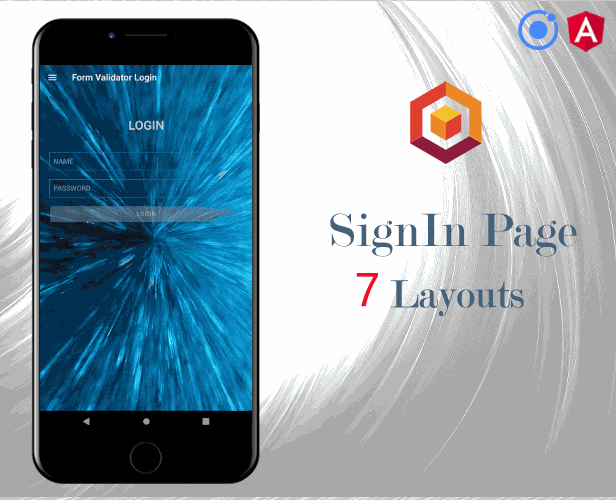 Form Validator Login
LOGIN
NAME
PASSWORD
LOGIN
A
SignIn Page
7 Layouts